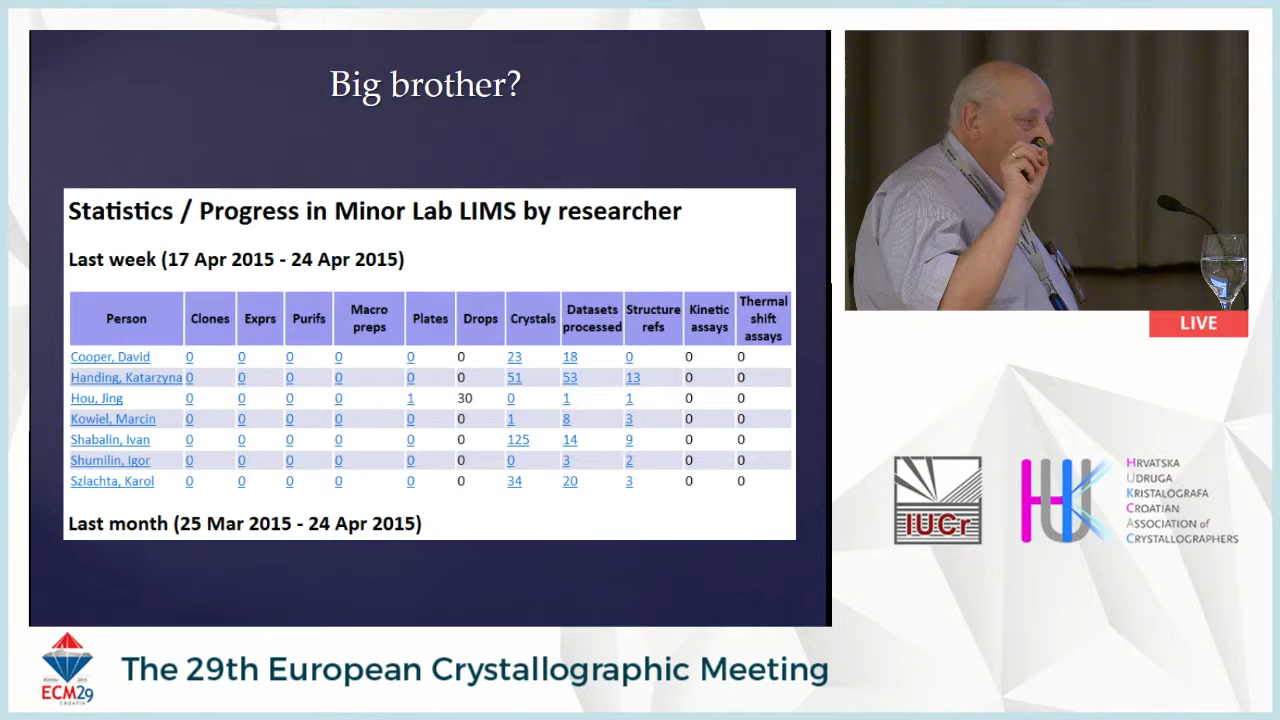 Big brother?
Statistics / Progress in Minor Lab LIMS by researcher
Last week (17 Apr 2015 - 24 Apr 2015)
Person Clones Exprs Purifs Macro preps Plates Drops Crystals Datasets processed Structure refs Kinetic assays Thermal shift assays
Cooper, David 0 0 0 0 0 0 23 18 0 0 0
Handing, Katarzyna 0 0 0 0 0 0 51 53 13 0 0
Hou, Jing 0 0 0 0 1 30 0 1 1 0 0
Kowiel, Marcin 0 0 0 0 0 0 1 8 3 0 0
Shabalin, Ivan 0 0 0 0 0 0 125 14 9 0 0
Shumilin, Igor 0 0 0 0 0 0 0 3 2 0 0
Szlachta, Karol 0 0 0 0 0 0 34 20 3 0 0
Last month (25 Mar 2015 - 24 Apr 2015)
LIVE
IUCr
HUK
HRVATSKA
UDRUGA
KRISTALOGRAFA
CROATIAN
ASSOCIATION of
CRYSTALLOGRAPHERS
ECM29
CROATIA
The 29th European Crystallographic Meeting